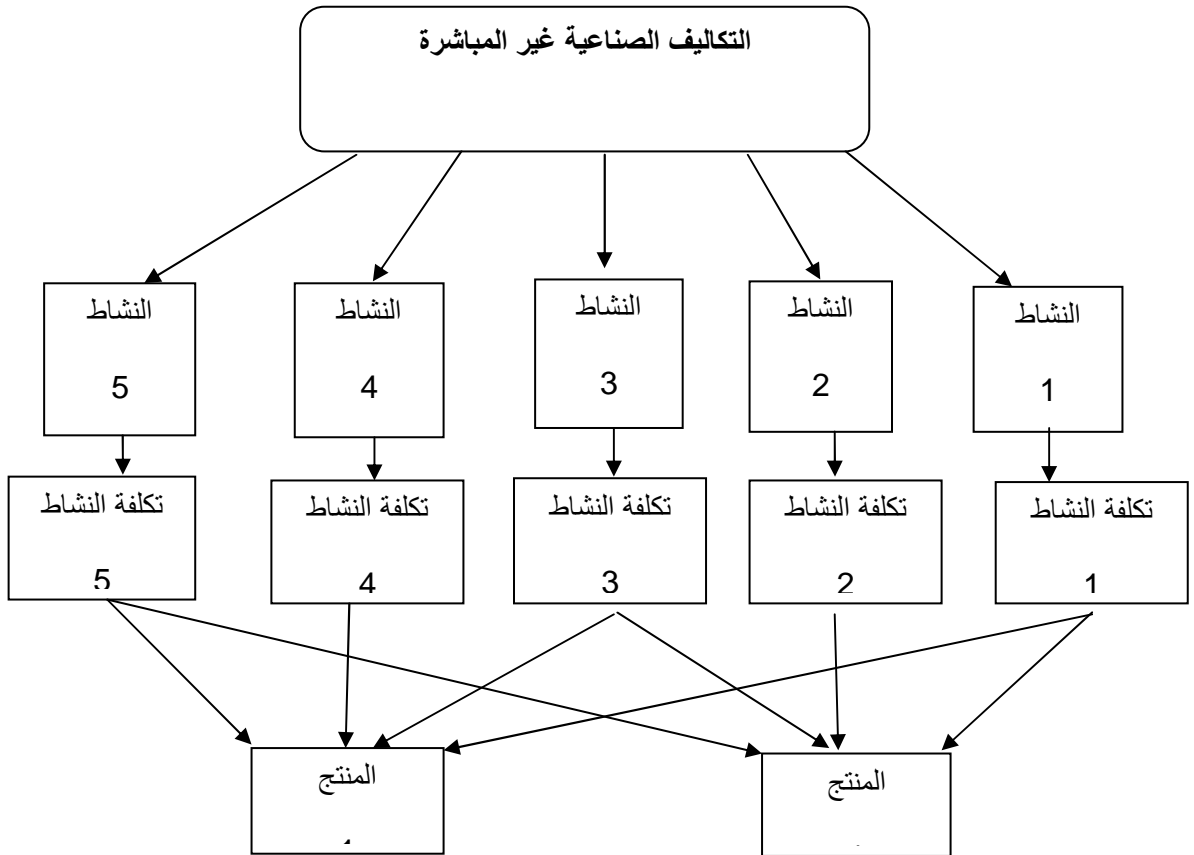 التكاليف الصناعية غير المباشرة
النشاط
1
النشاط
2
النشاط
3
النشاط
4
النشاط
5
تكلفة النشاط
1
تكلفة النشاط
2
تكلفة النشاط
3
تكلفة النشاط
4
تكلفة النشاط
5
المنتج
المنتج